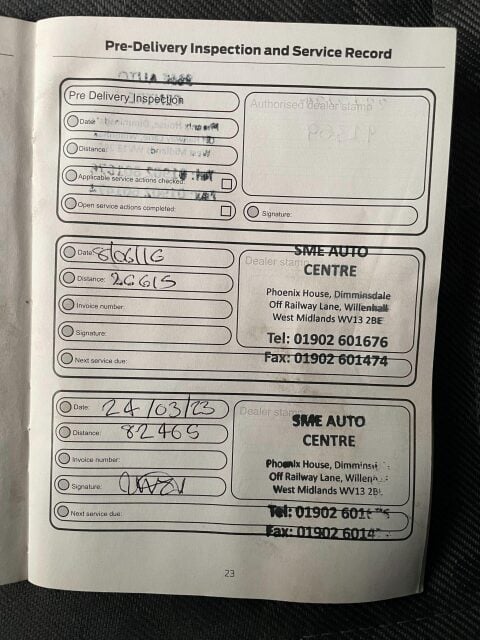 Pre-Delivery Inspection and Service Record
Pre Delivery Inspection
Authorised dealer stamp
Date
Distance:
Applicable service actions checked:
Open service actions completed:
Signature:
Date 8/06/16
Distance: 26615
Invoice number:
Signature:
Next service due:
Dealer stamp
SME AUTO
CENTRE
Phoenix House, Dimminsdale
Off Railway Lane, Willenhall
West Midlands WV13 2BE
Tel: 01902 601676
Fax: 01902 601474
Date: 24/03/23
Distance: 82465
Invoice number:
Signature:
Next service due:
Dealer stamp
SME AUTO
CENTRE
Phoenix House,
Off Railway Lane,
West Midlands WV13
Tel: 01902
Fax: 01902
23